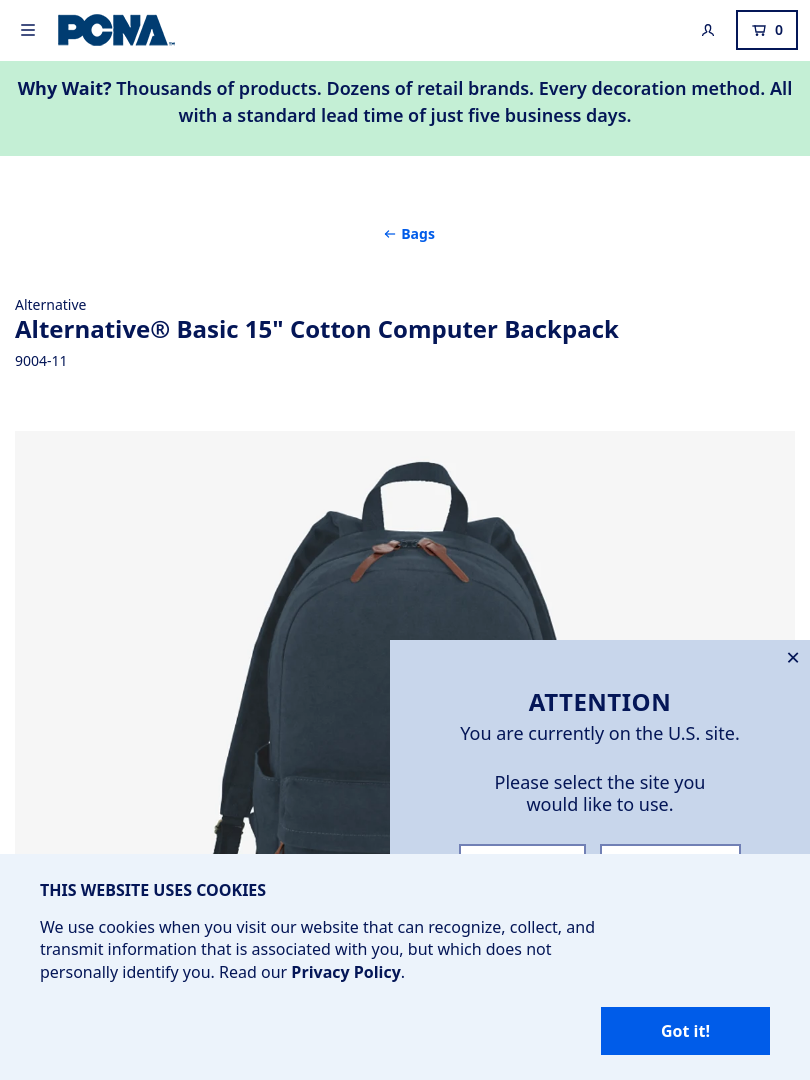 PCNA™
0
Why Wait? Thousands of products. Dozens of retail brands. Every decoration method. All
with a standard lead time of just five business days.
← Bags
Alternative
Alternative® Basic 15" Cotton Computer Backpack
9004-11
ATTENTION
You are currently on the U.S. site.
Please select the site you
would like to use.
THIS WEBSITE USES COOKIES
We use cookies when you visit our website that can recognize, collect, and
transmit information that is associated with you, but which does not
personally identify you. Read our Privacy Policy.
Got it!